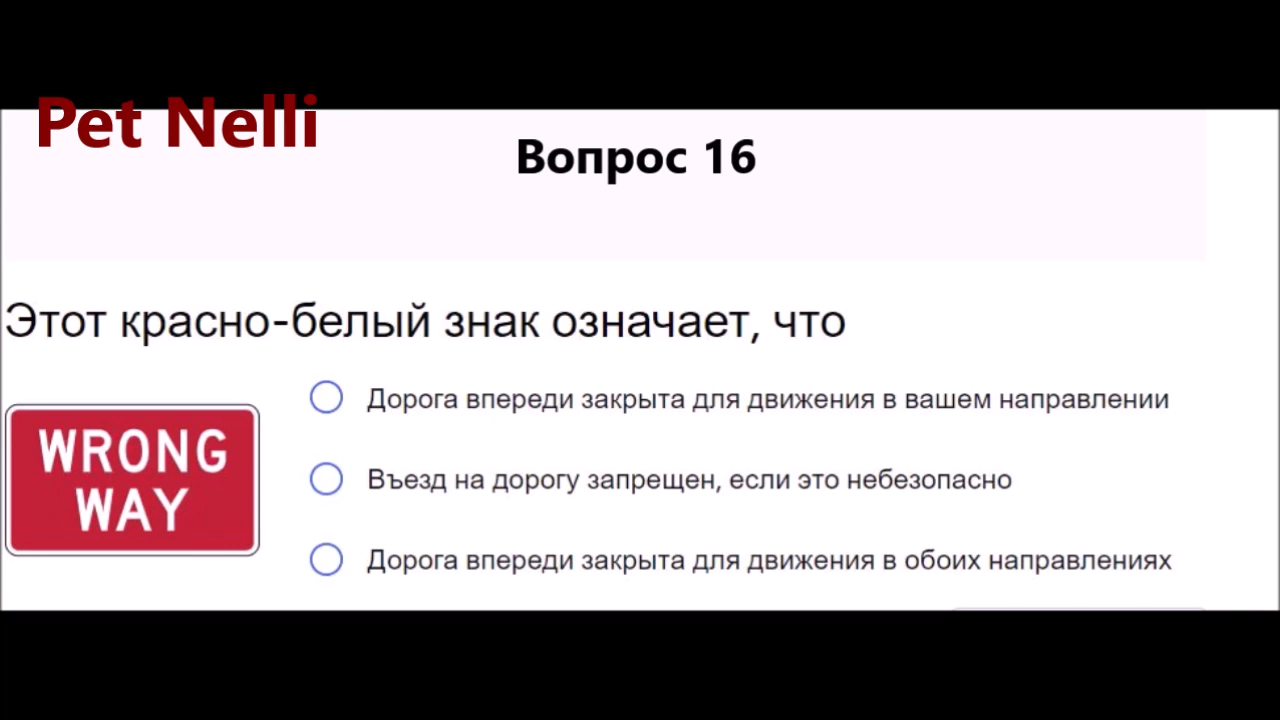 Pet Nelli
Вопрос 16
Этот красно-белый знак означает, что
WRONG
WAY
Дорога впереди закрыта для движения в вашем направлении
Въезд на дорогу запрещен, если это небезопасно
Дорога впереди закрыта для движения в обоих направлениях